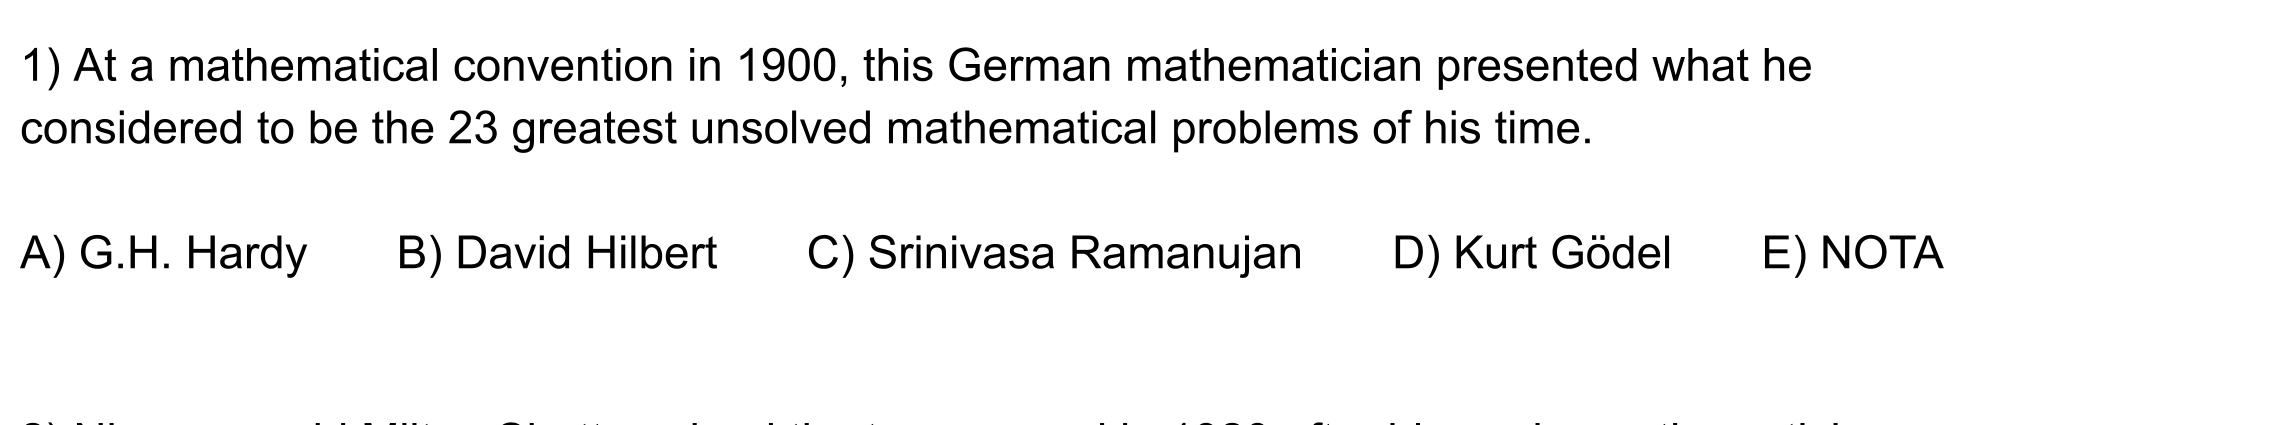 1) At a mathematical convention in 1900, this German mathematician presented what he
considered to be the 23 greatest unsolved mathematical problems of his time.
A) G.H. Hardy B) David Hilbert C) Srinivasa Ramanujan D) Kurt Gödel E) NOTA